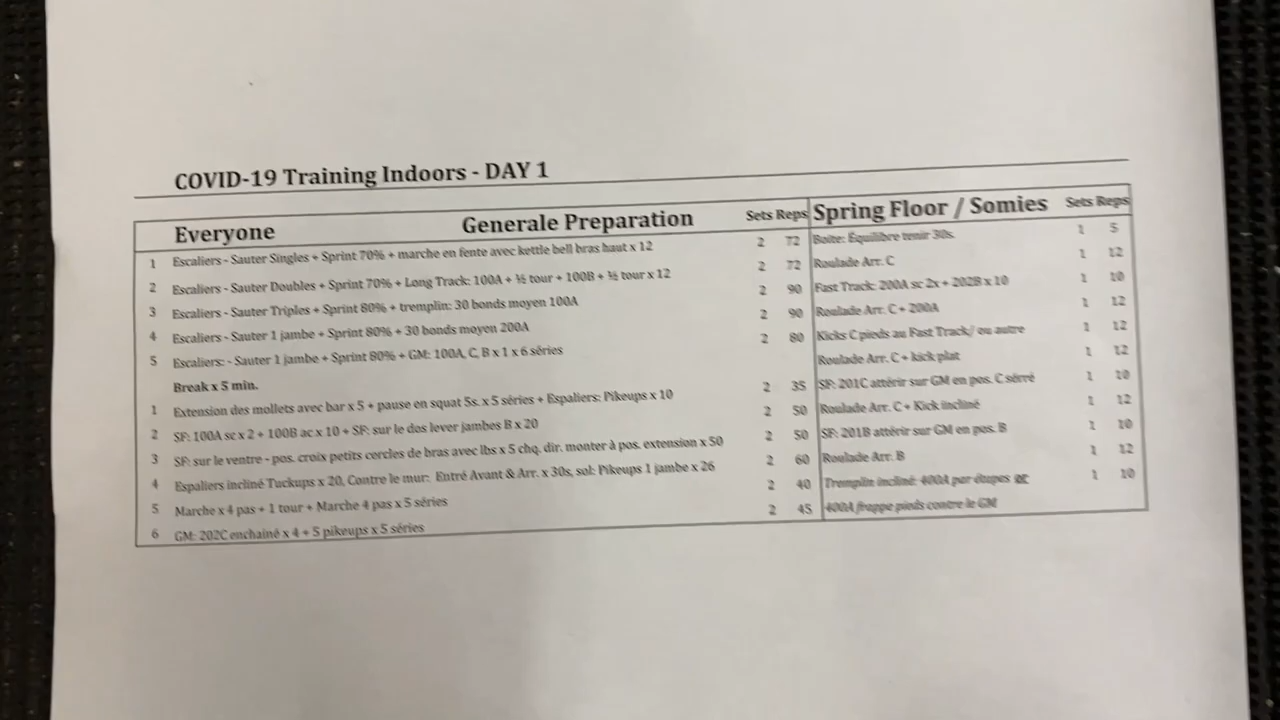 COVID-19 Training Indoors - DAY 1
Everyone Generale Preparation Sets Reps Spring Floor / Somies Sets Reps
1 Escaliers - Sauter Singles + Sprint 70% + marche en fente avec kettle bell bras haut x 12 2 72 Boite: Équilibre tenir 30s. 1 5
2 Escaliers - Sauter Doubles + Sprint 70% + Long Track: 100A + ½ tour + 100B + ½ tour x 12 2 72 Roulade Arr. C 1 12
3 Escaliers - Sauter Triples + Sprint 80% + tremplin: 30 bonds moyen 100A 2 90 Fast Track: 200A sc 2x + 202B x 10 1 10
4 Escaliers - Sauter 1 jambe + Sprint 80% + 30 bonds moyen 200A 2 90 Roulade Arr. C + 200A 1 12
5 Escaliers: - Sauter 1 jambe + Sprint 80% + GM: 100A, C, B x 1 x 6 séries 2 80 Kicks C pieds au Fast Track/ ou autre 1 12
Break x 5 min. Roulade Arr. C + kick plat 1 12
1 Extension des mollets avec bar x 5 + pause en squat 5s. x 5 séries + Espaliers: Pikeups x 10 2 35 SF: 201C attérir sur GM en pos. C sérré 1 10
2 SF: 100A sc x 2 + 100B ac x 10 + SF: sur le dos lever jambes B x 20 2 50 Roulade Arr. C + Kick incliné 1 12
3 SF: sur le ventre - pos. croix petits cercles de bras avec lbs x 5 chq. dir. monter à pos. extension x 50 2 50 SF: 201B attérir sur GM en pos. B 1 10
4 Espaliers incliné Tuckups x 20, Contre le mur: Entré Avant & Arr. x 30s, sol: Pikeups 1 jambe x 26 2 60 Roulade Arr. B 1 12
5 Marche x 4 pas + 1 tour + Marche 4 pas x 5 séries 2 40 Tremplin incliné: 400A par étapes or 1 10
6 GM: 202C enchainé x 4 + 5 pikeups x 5 séries 2 45 400A frappe pieds contre le GM